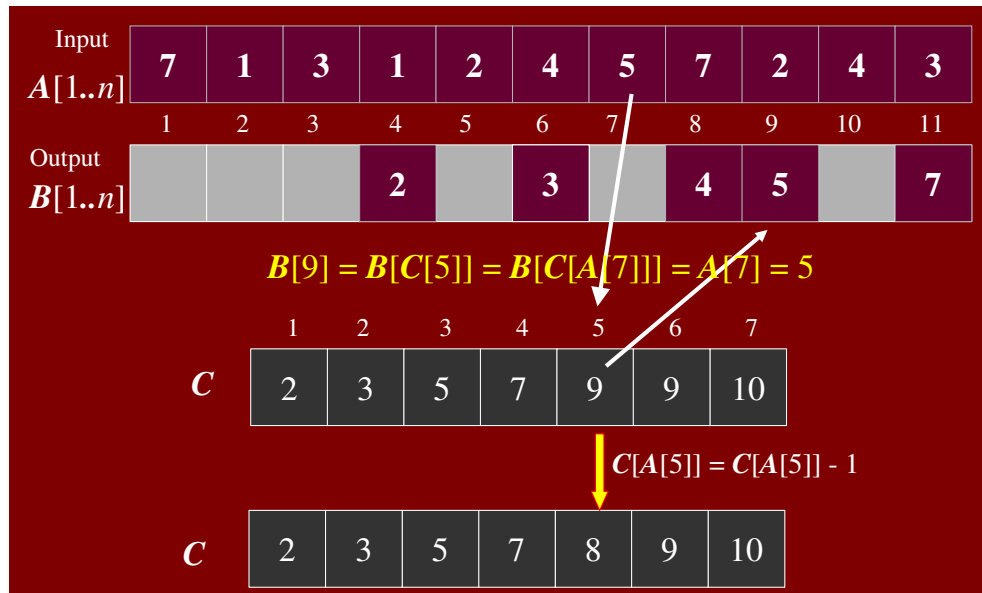 Input
A[1..n] 7 1 3 1 2 4 5 7 2 4 3
1 2 3 4 5 6 7 8 9 10 11
Output
B[1..n] 2 3 4 5 7
B[9] = B[C[5]] = B[C[A[7]]] = A[7] = 5
1 2 3 4 5 6 7
C 2 3 5 7 9 9 10
C[A[5]] = C[A[5]] - 1
C 2 3 5 7 8 9 10